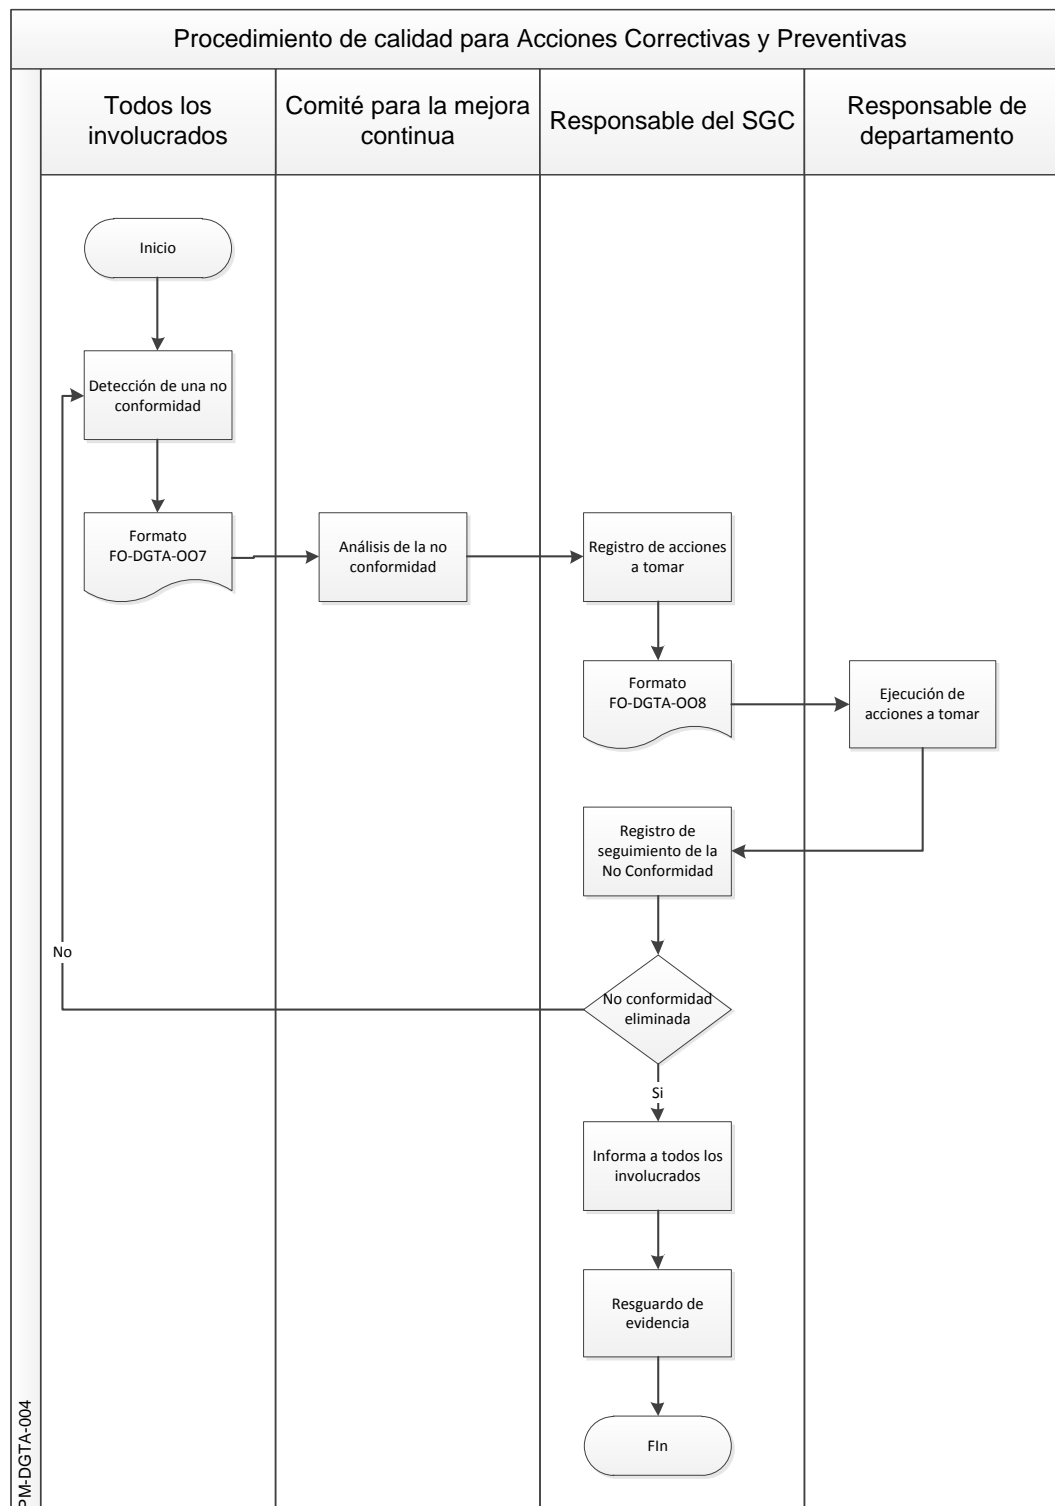 Procedimiento de calidad para Acciones Correctivas y Preventivas
Todos los
involucrados
Comité para la mejora
continua
Responsable del SGC
Responsable de
departamento
Inicio
Detección de una no
conformidad
Formato
FO-DGTA-OO7
Análisis de la no
conformidad
Registro de acciones
a tomar
Formato
FO-DGTA-OO8
Ejecución de
acciones a tomar
Registro de
seguimiento de la
No Conformidad
No
No conformidad
eliminada
Si
Informa a todos los
involucrados
Resguardo de
evidencia
FIn
PM-DGTA-004